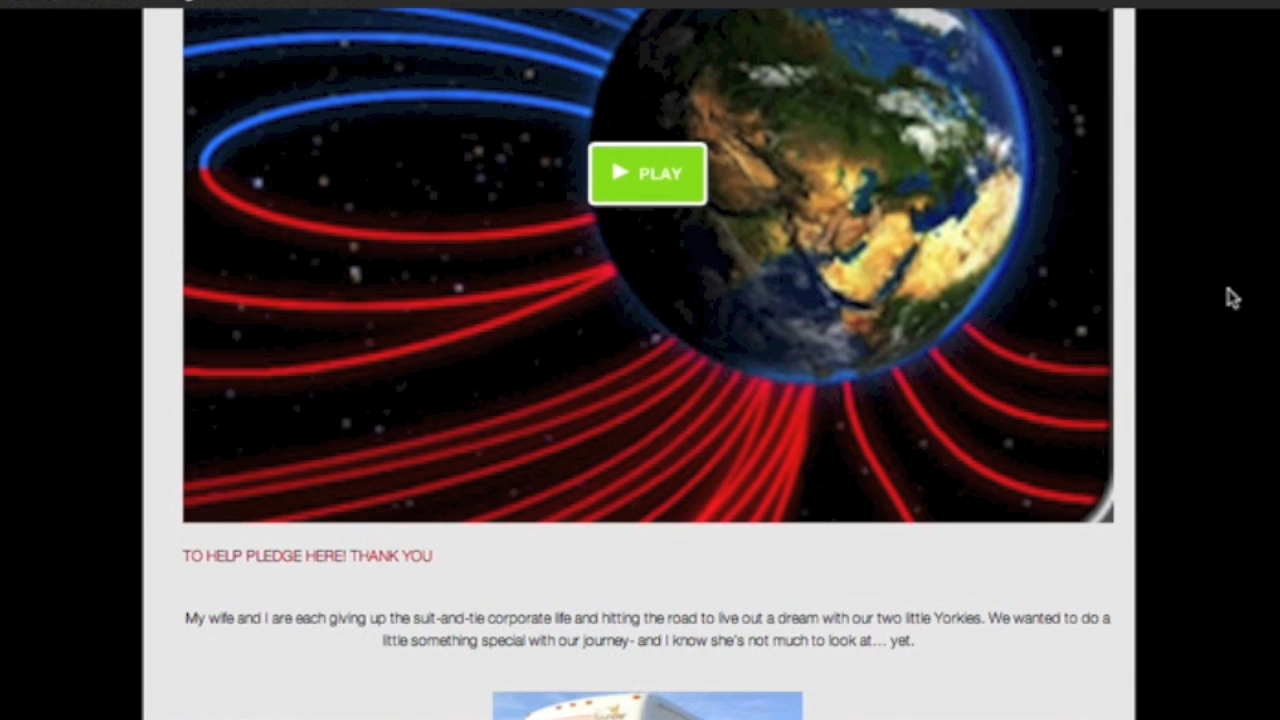 PLAY
TO HELP PLEDGE HERE! THANK YOU
My wife and I are each giving up the suit-and-tie corporate life and hitting the road to live out a dream with our two little Yorkies. We wanted to do a
little something special with our journey- and I know she's not much to look at... yet.